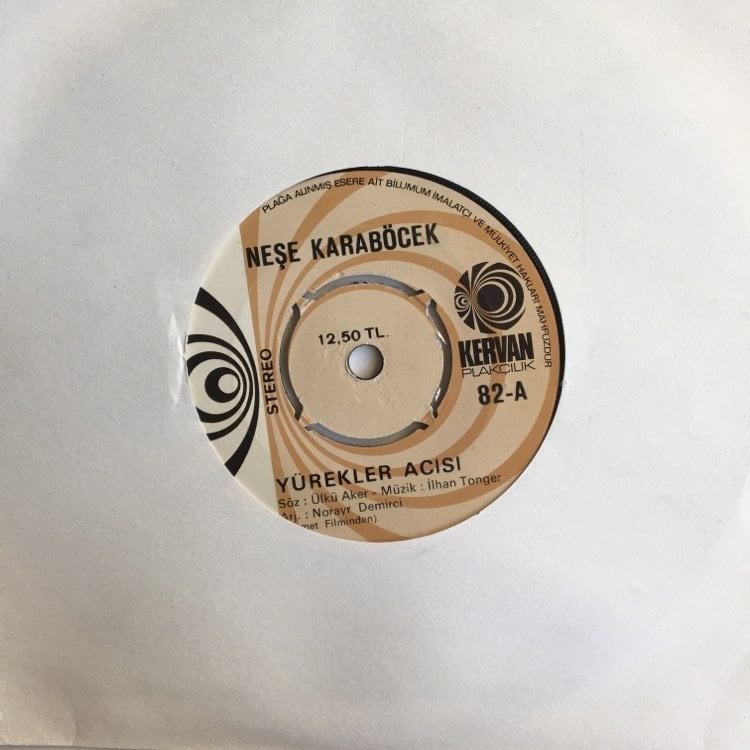 PLAĞA ALINMIŞ ESERE AİT BİLUMUM İMALATÇI VE MÜLKİYET HAKLARI MAHFUZDUR
NEŞE KARABÖCEK
12,50 TL.
KERVAN
PLAKÇILIK
STEREO
82-A
YÜREKLER ACISI
Söz : Ülkü Aker - Müzik : İlhan Tonger
Arj. : Norayr Demirci
Filminden)